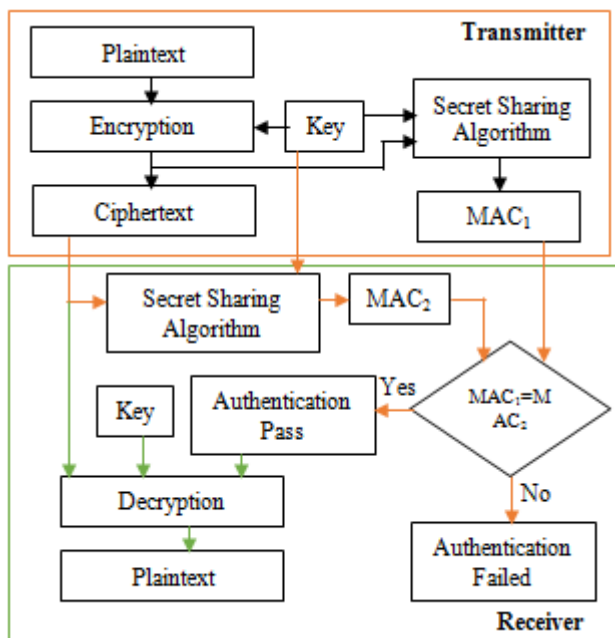 Transmitter
Plaintext
Encryption
Key
Secret Sharing
Algorithm
Ciphertext
MAC₁
Secret Sharing
Algorithm
MAC₂
MAC₁=M
AC₂
Yes
Authentication
Pass
Key
No
Decryption
Authentication
Failed
Plaintext
Receiver